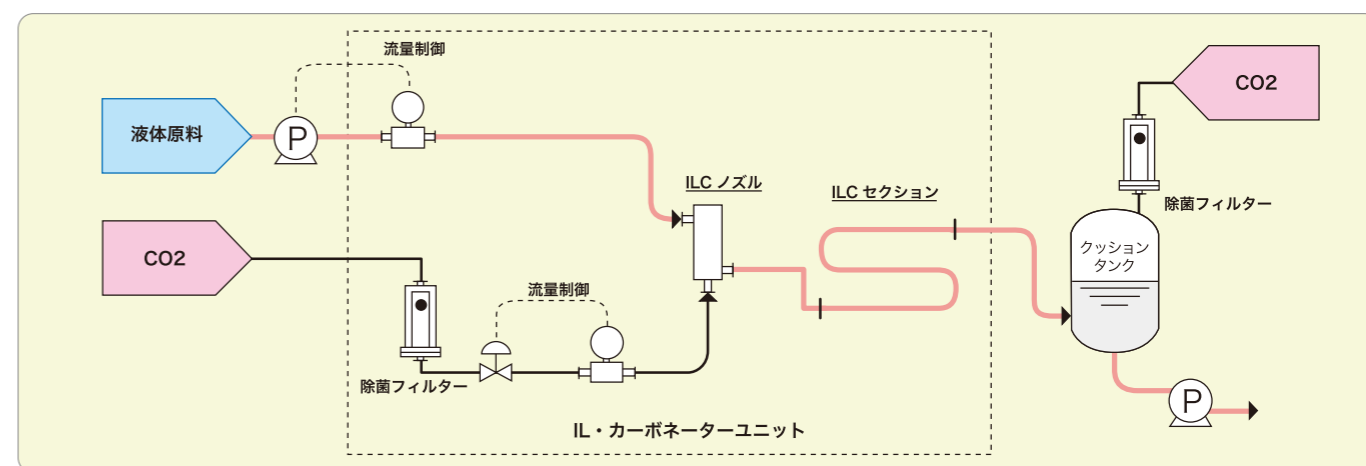 流量制御
CO2
液体原料
P
ILC ノズル
ILC セクション
除菌フィルター
CO2
クッション
タンク
流量制御
除菌フィルター
P
IL・カーボネーターユニット